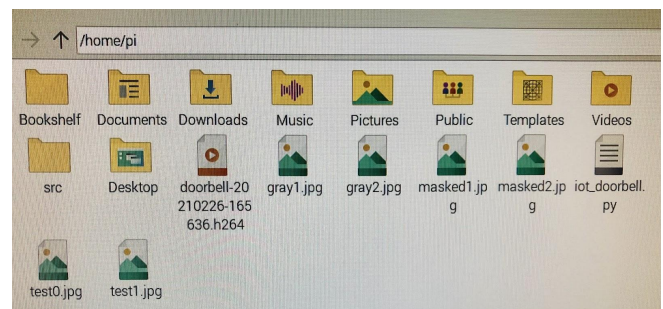 /home/pi
Bookshelf Documents Downloads Music Pictures Public Templates Videos
src Desktop doorbell-20 gray1.jpg gray2.jpg masked1.jp masked2.jp iot_doorbell.
210226-165 g g py
636.h264
test0.jpg test1.jpg